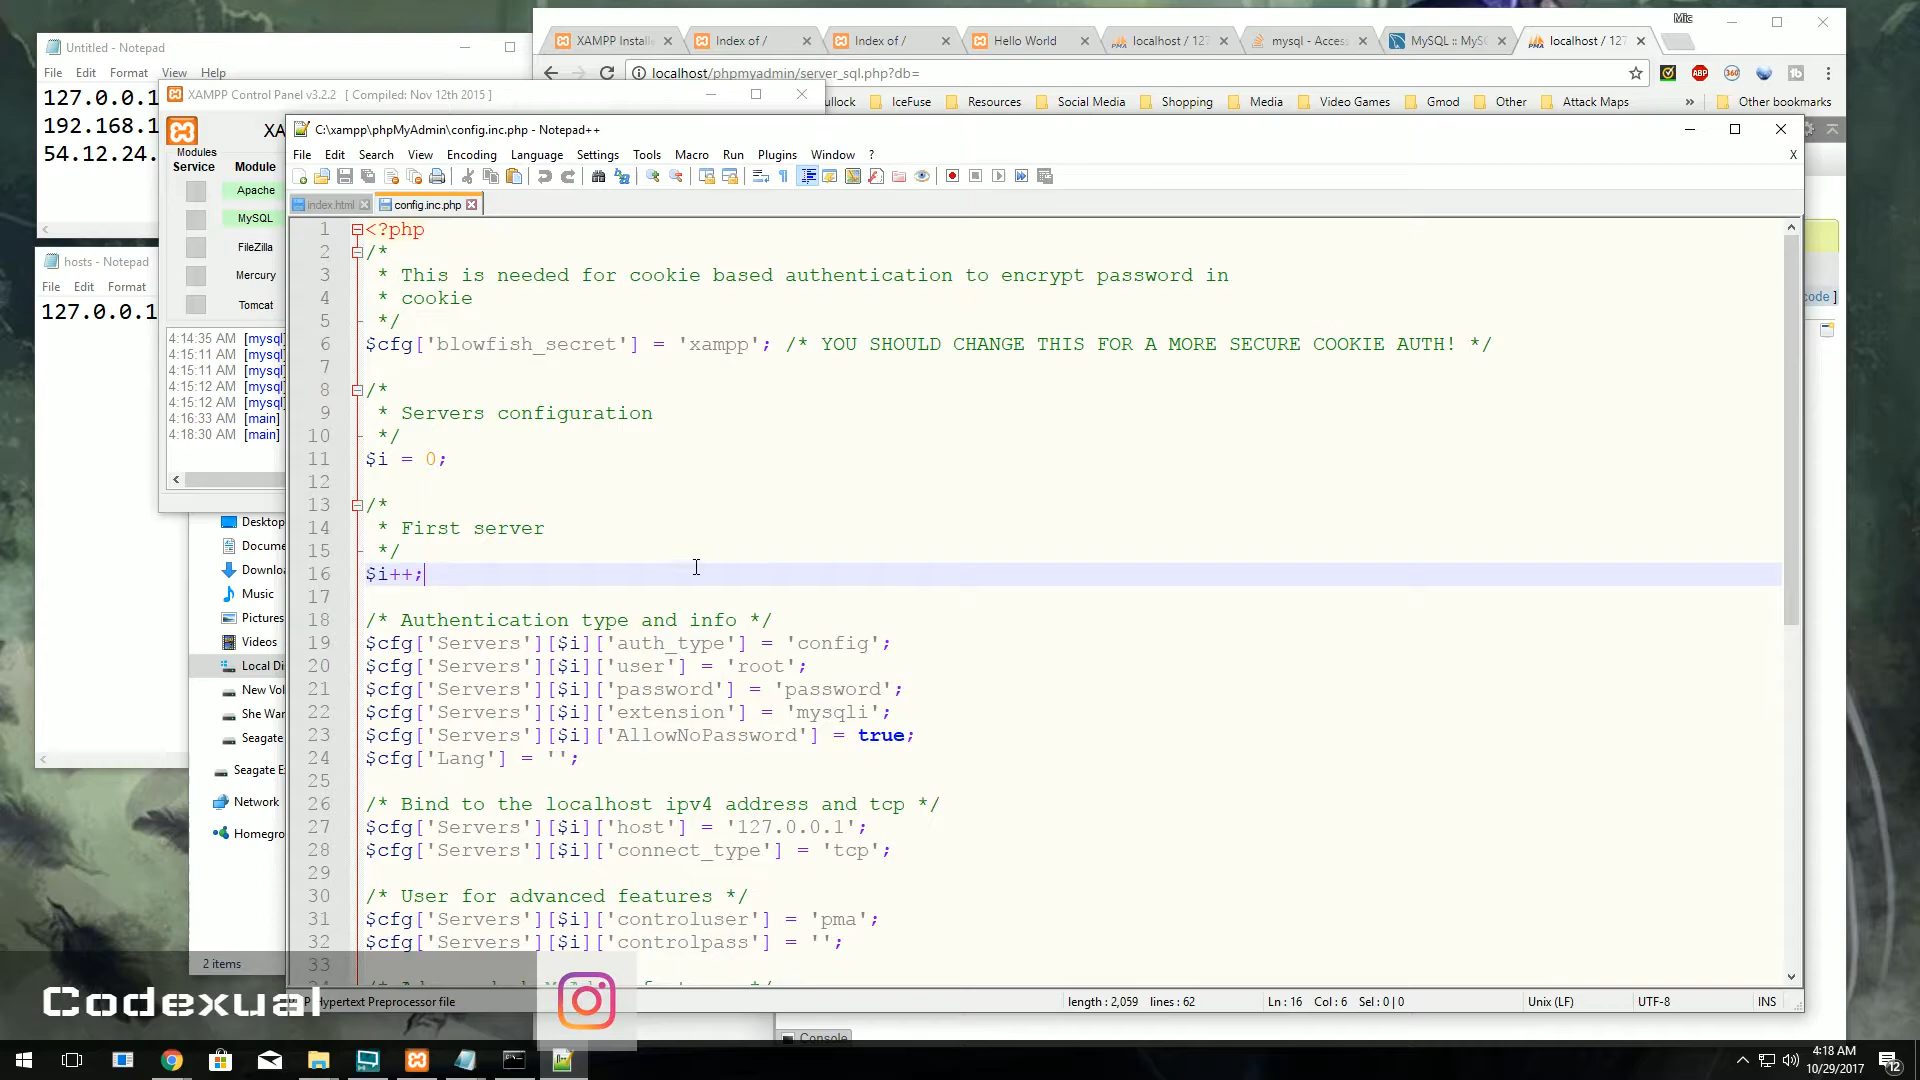 Untitled - Notepad
File Edit Format View Help
127.0.0.1
192.168.1
54.12.24.
hosts - Notepad
File Edit Format
127.0.0.1
XAMPP Control Panel v3.2.2 [ Compiled: Nov 12th 2015 ]
XA
Modules
Service Module
Apache
MySQL
FileZilla
Mercury
Tomcat
4:14:35 AM [mysql]
4:15:11 AM [mysql]
4:15:11 AM [mysql]
4:15:12 AM [mysql]
4:15:12 AM [mysql]
4:16:33 AM [main]
4:18:30 AM [main]
Desktop
Docume
Downloa
Music
Pictures
Videos
Local Di
New Vol
She Wan
Seagate
Seagate Ex
Network
Homegro
2 items
Mic
XAMPP Installe Index of / Index of / Hello World localhost / 127 mysql - Access MySQL :: MySQ localhost / 127
localhost/phpmyadmin/server_sql.php?db=
ABP 360
ullock IceFuse Resources Social Media Shopping Media Video Games Gmod Other Attack Maps » Other bookmarks
code ]
Console
C:\xampp\phpMyAdmin\config.inc.php - Notepad++
File Edit Search View Encoding Language Settings Tools Macro Run Plugins Window ? X
index.html config.inc.php
1 <?php
2 /*
3 * This is needed for cookie based authentication to encrypt password in
4 * cookie
5 */
6 $cfg['blowfish_secret'] = 'xampp'; /* YOU SHOULD CHANGE THIS FOR A MORE SECURE COOKIE AUTH! */
7
8 /*
9 * Servers configuration
10 */
11 $i = 0;
12
13 /*
14 * First server
15 */
16 $i++;
17
18 /* Authentication type and info */
19 $cfg['Servers'][$i]['auth_type'] = 'config';
20 $cfg['Servers'][$i]['user'] = 'root';
21 $cfg['Servers'][$i]['password'] = 'password';
22 $cfg['Servers'][$i]['extension'] = 'mysqli';
23 $cfg['Servers'][$i]['AllowNoPassword'] = true;
24 $cfg['Lang'] = '';
25
26 /* Bind to the localhost ipv4 address and tcp */
27 $cfg['Servers'][$i]['host'] = '127.0.0.1';
28 $cfg['Servers'][$i]['connect_type'] = 'tcp';
29
30 /* User for advanced features */
31 $cfg['Servers'][$i]['controluser'] = 'pma';
32 $cfg['Servers'][$i]['controlpass'] = '';
33
Hypertext Preprocessor file length : 2,059 lines : 62 Ln : 16 Col : 6 Sel : 0 | 0 Unix (LF) UTF-8 INS
Codexual
4:18 AM
10/29/2017
12